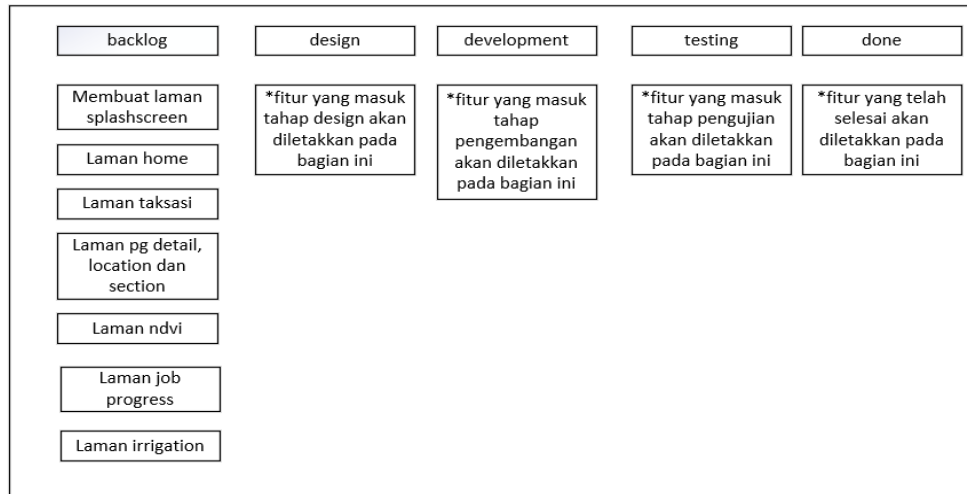 backlog
design
development
testing
done
Membuat laman
splashscreen
Laman home
Laman taksasi
Laman pg detail,
location dan
section
Laman ndvi
Laman job
progress
Laman irrigation
*fitur yang masuk
tahap design akan
diletakkan pada
bagian ini
*fitur yang masuk
tahap
pengembangan
akan diletakkan
pada bagian ini
*fitur yang masuk
tahap pengujian
akan diletakkan
pada bagian ini
*fitur yang telah
selesai akan
diletakkan pada
bagian ini